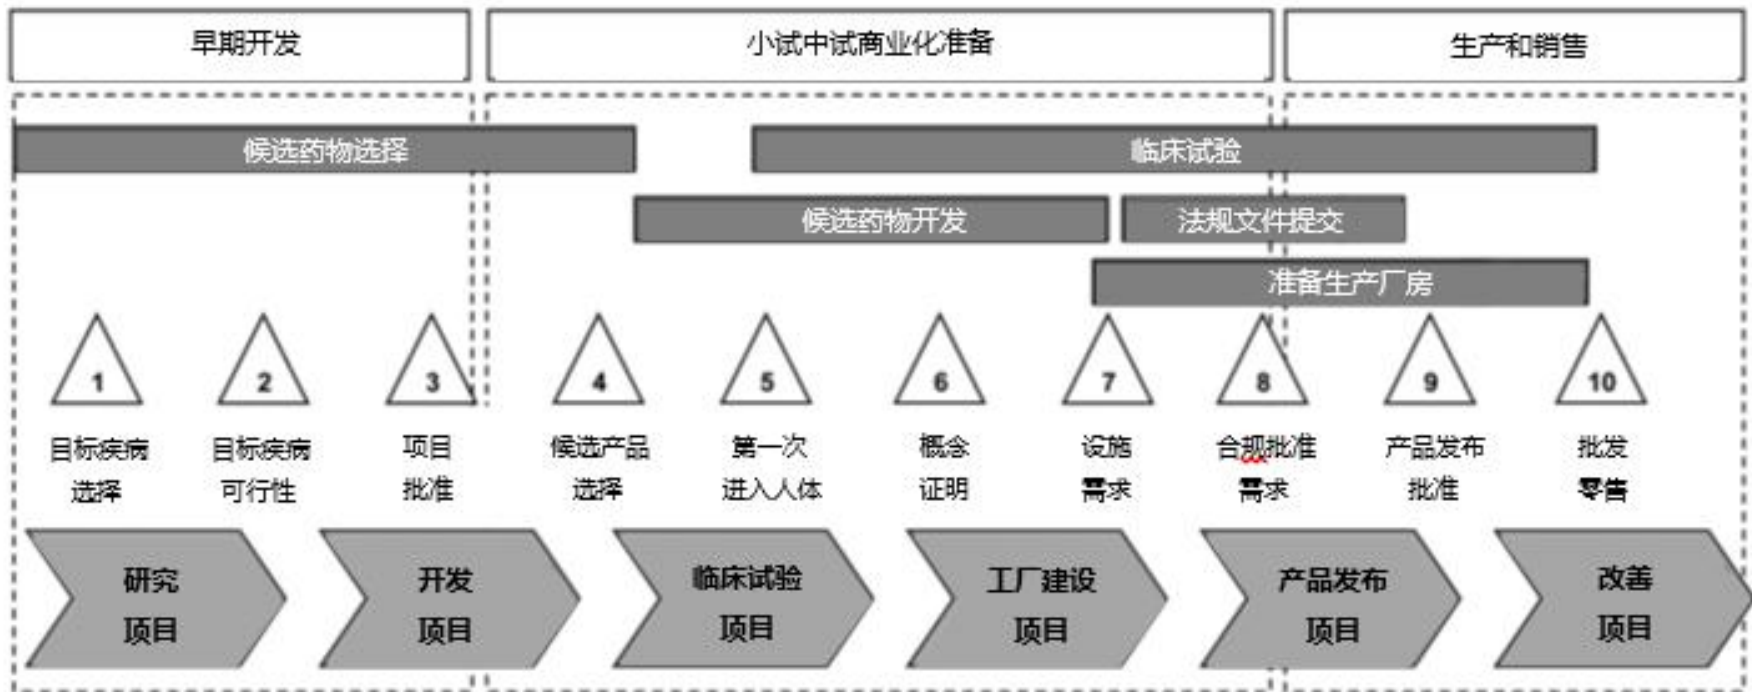 早期开发
小试中试商业化准备
生产和销售
候选药物选择
临床试验
候选药物开发
法规文件提交
准备生产厂房
1
2
3
4
5
6
7
8
9
10
目标疾病
选择
目标疾病
可行性
项目
批准
候选产品
选择
第一次
进入人体
概念
证明
设施
需求
合规批准
需求
产品发布
批准
批发
零售
研究
项目
开发
项目
临床试验
项目
工厂建设
项目
产品发布
项目
改善
项目